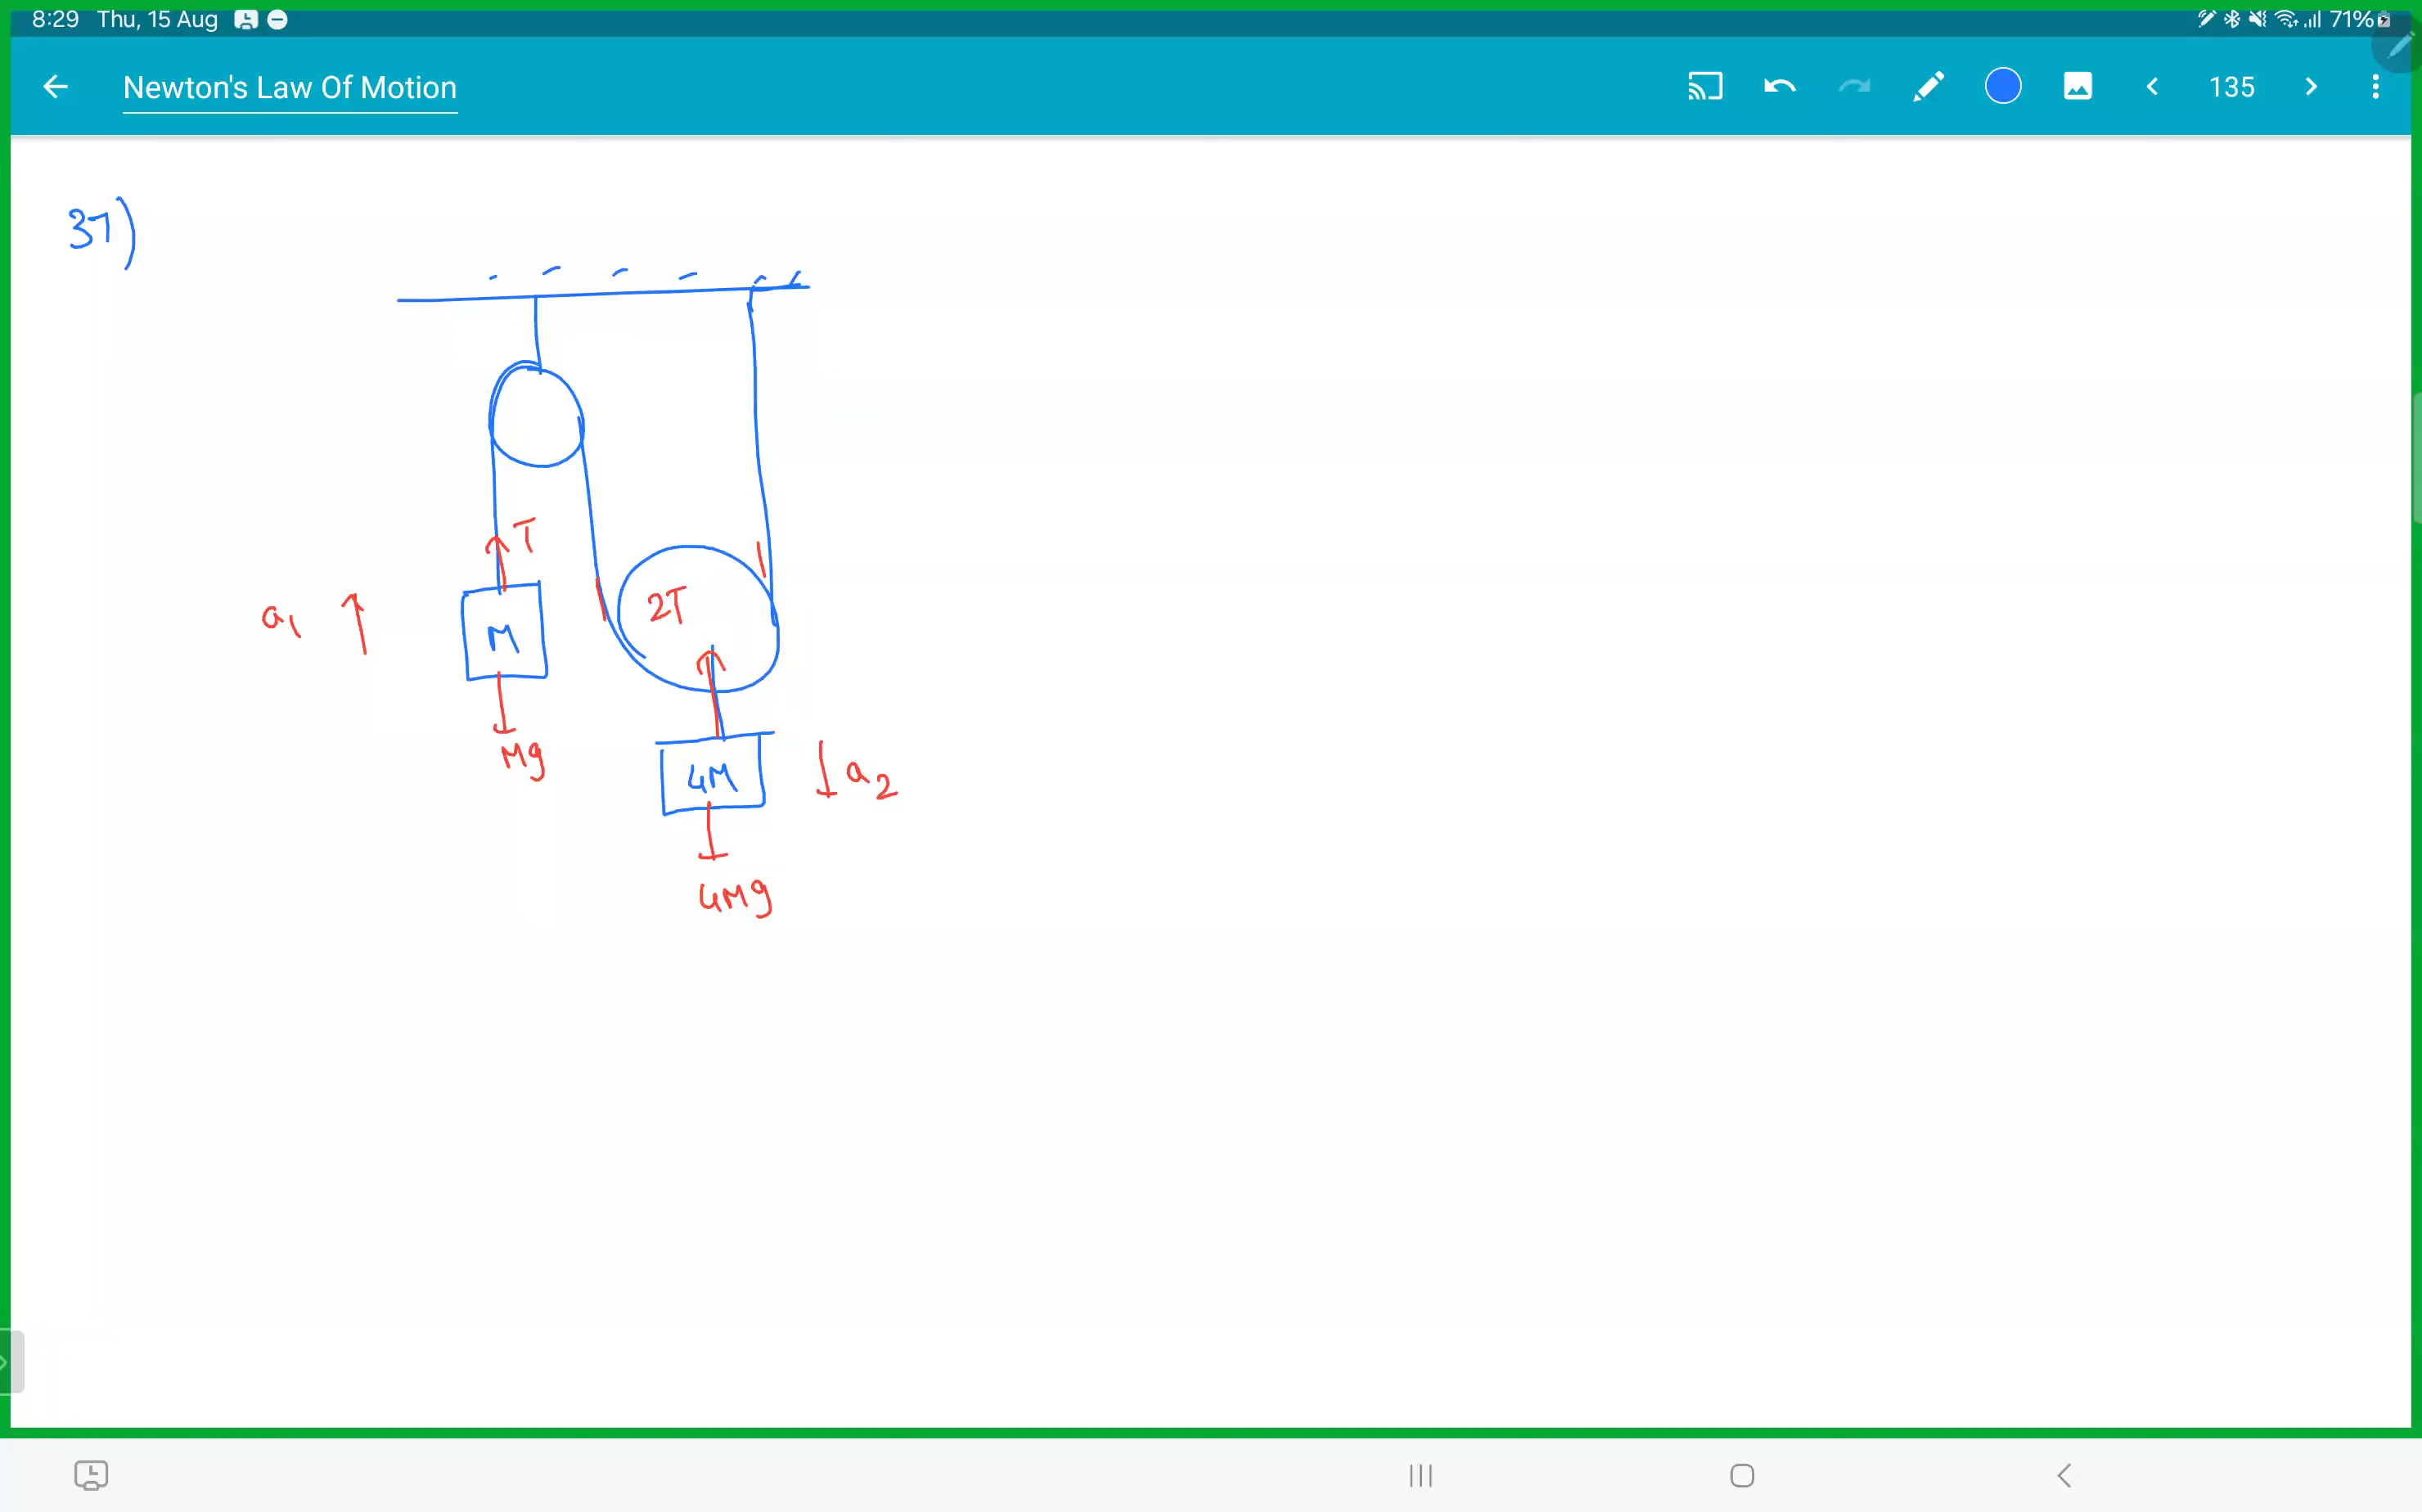 8:29 Thu, 15 Aug 71%
Newton's Law Of Motion 135
37)
T
a1
2T
M
Mg
4M
a2
4Mg